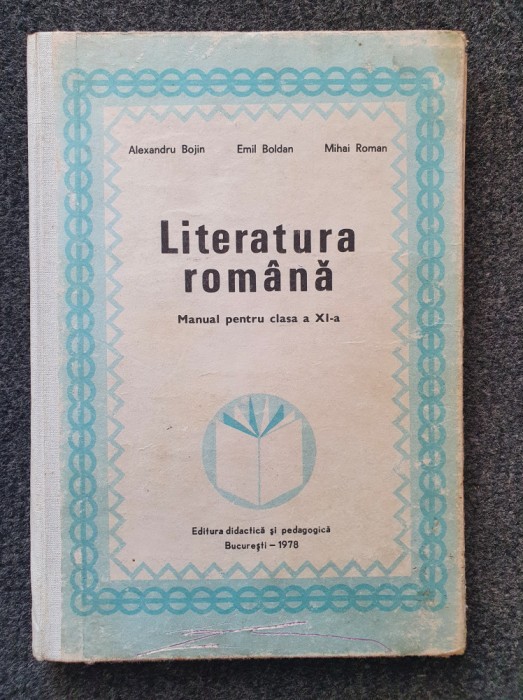 Alexandru Bojin Emil Boldan Mihai Roman
Literatura
română
Manual pentru clasa a XI-a
Editura didactică și pedagogică
București – 1978